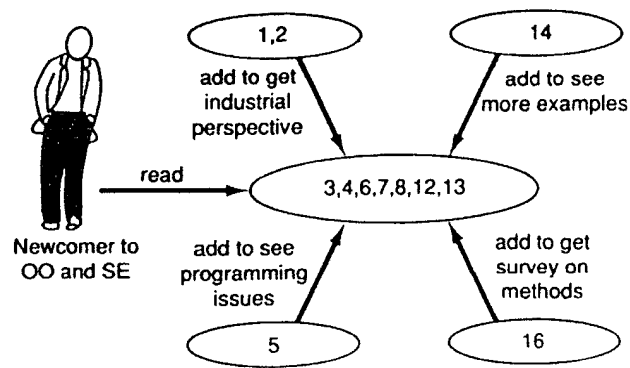 1,2
14
add to get
industrial
perspective
add to see
more examples
read
3,4,6,7,8,12,13
Newcomer to
OO and SE
add to see
programming
issues
add to get
survey on
methods
5
16